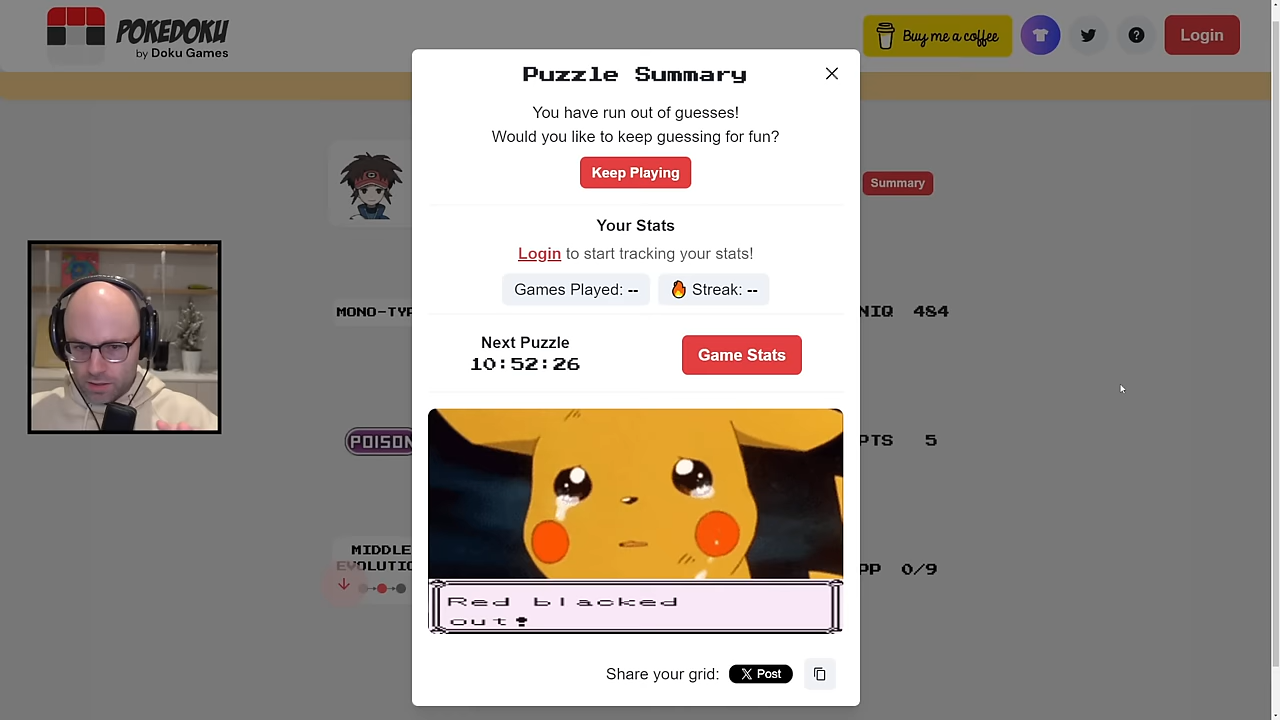 POKEDOKU
by Doku Games
Buy me a coffee
Login
Puzzle Summary
You have run out of guesses!
Would you like to keep guessing for fun?
Keep Playing
Summary
Your Stats
Login to start tracking your stats!
Games Played: --
Streak: --
MONO-TYP
NIQ 484
Next Puzzle
10:52:26
Game Stats
POISON
PTS 5
MIDDLE
EVOLUTIO
PP 0/9
Red blacked
out!
Share your grid:
X Post